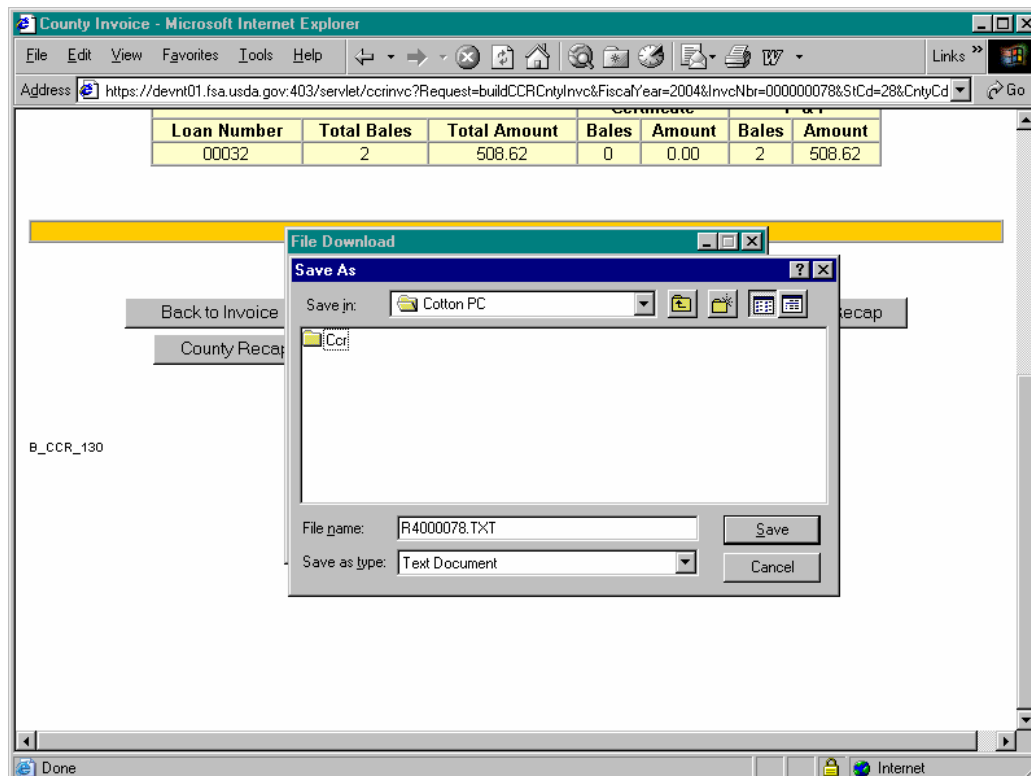 County Invoice - Microsoft Internet Explorer
File Edit View Favorites Tools Help Links »
Address https://devnt01.fsa.usda.gov:403/servlet/ccrinvc?Request=buildCCRCntyInvc&FiscalYear=2004&InvcNbr=000000078&StCd=28&CntyCd Go
Loan Number Total Bales Total Amount Bales Amount Bales Amount
00032 2 508.62 0 0.00 2 508.62
File Download
Save As
Save in: Cotton PC
Back to Invoice
County Recap
Ccr
B_CCR_130
File name: R4000078.TXT Save
Save as type: Text Document Cancel
Done Internet